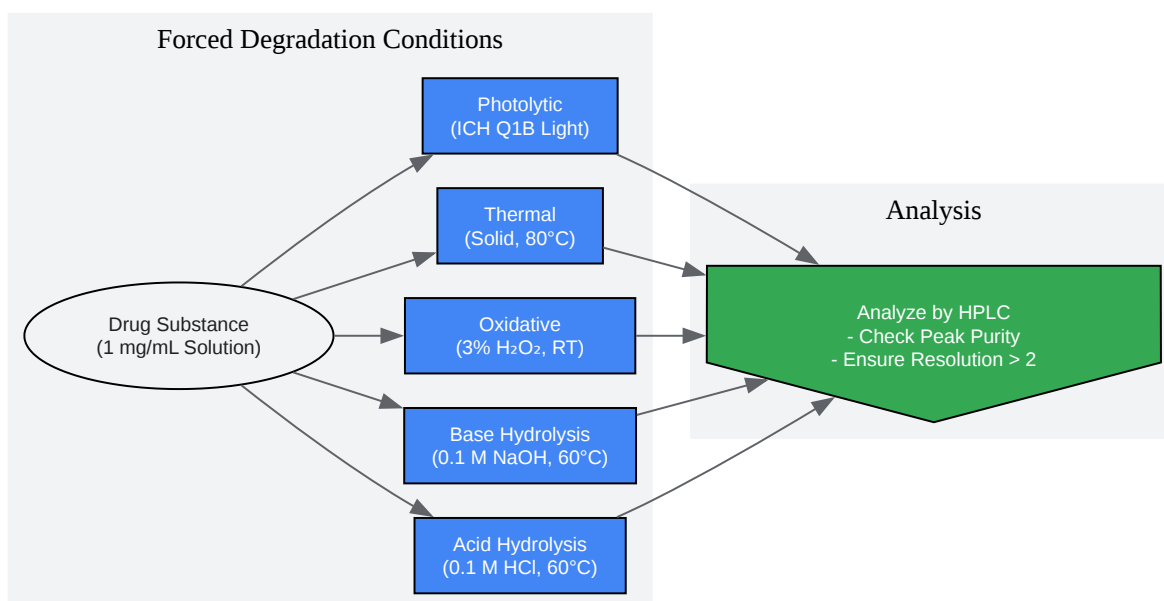 Forced Degradation Conditions
Photolytic
(ICH Q1B Light)
Thermal
(Solid, 80°C)
Drug Substance
(1 mg/mL Solution)
Oxidative
(3% H₂O₂, RT)
Base Hydrolysis
(0.1 M NaOH, 60°C)
Acid Hydrolysis
(0.1 M HCl, 60°C)
Analysis
Analyze by HPLC
- Check Peak Purity
- Ensure Resolution > 2